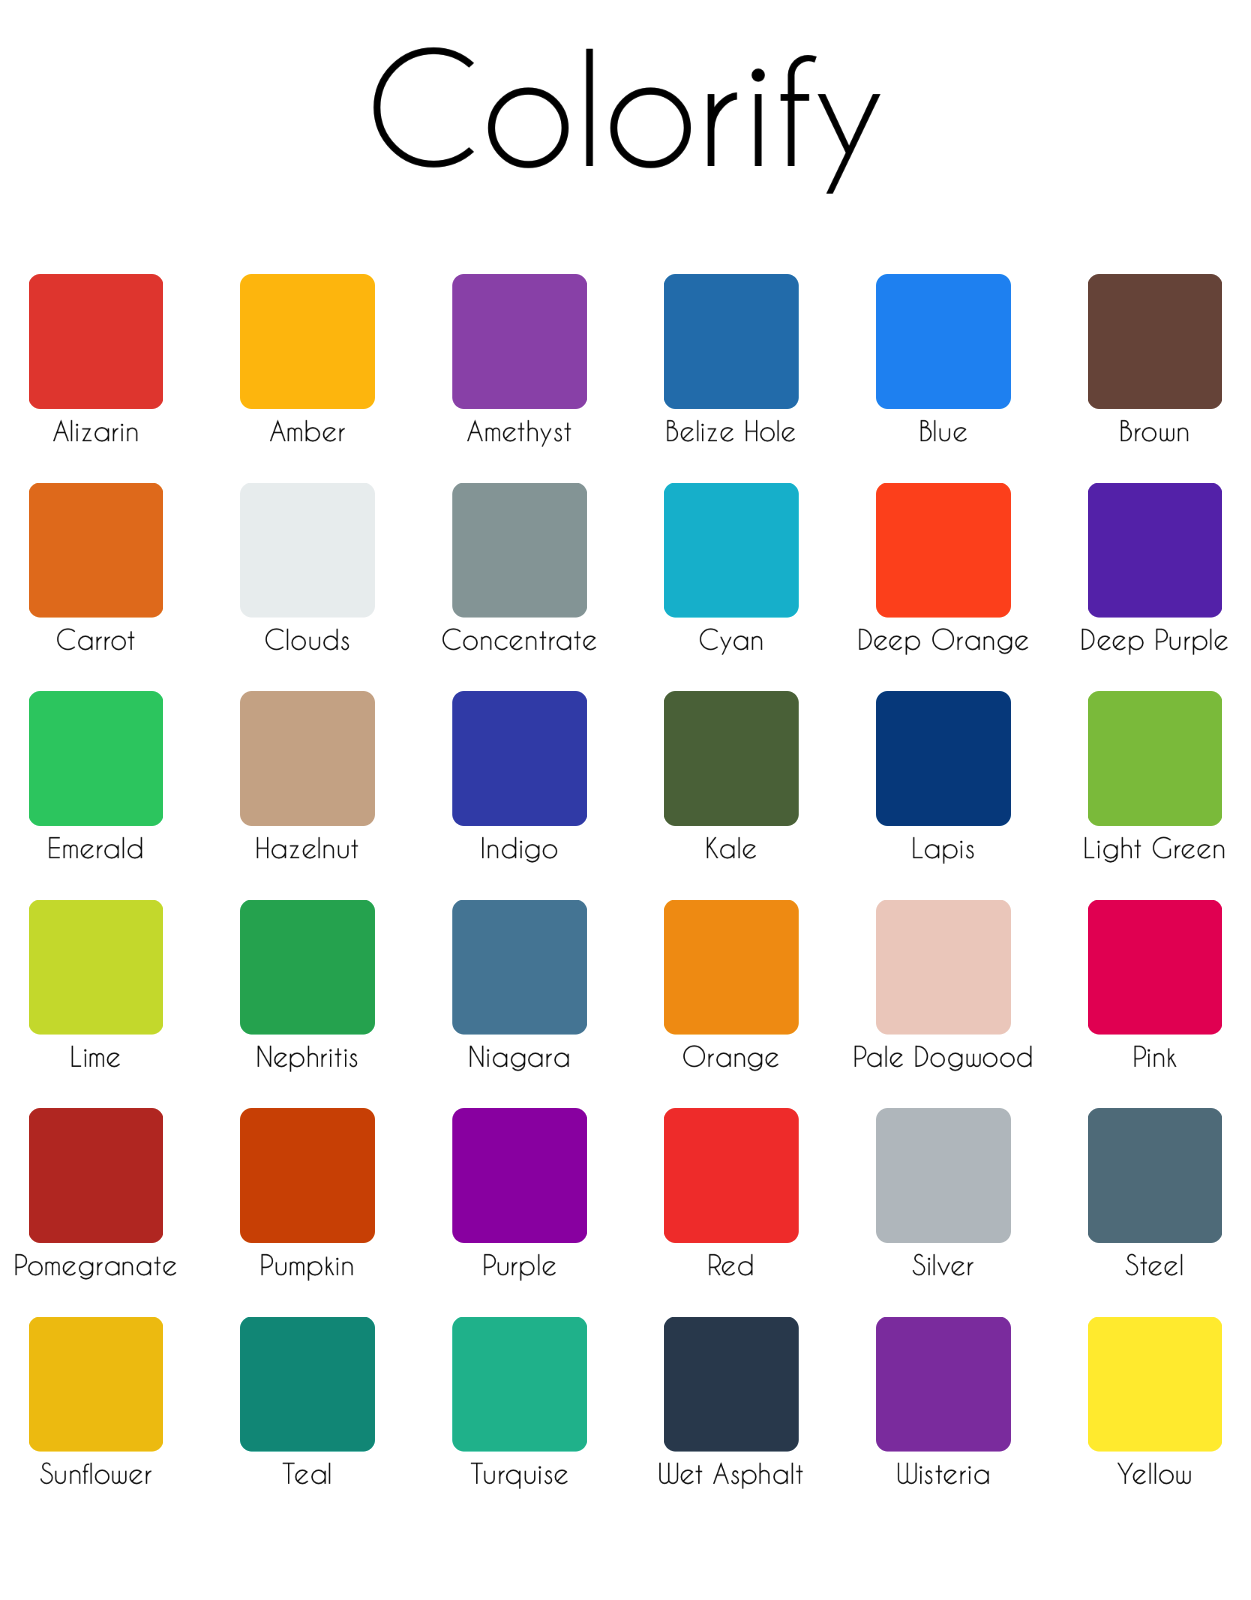 Colorify
Alizarin Amber Amethyst Belize Hole Blue Brown
Carrot Clouds Concentrate Cyan Deep Orange Deep Purple
Emerald Hazelnut Indigo Kale Lapis Light Green
Lime Nephritis Niagara Orange Pale Dogwood Pink
Pomegranate Pumpkin Purple Red Silver Steel
Sunflower Teal Turquise Wet Asphalt Wisteria Yellow